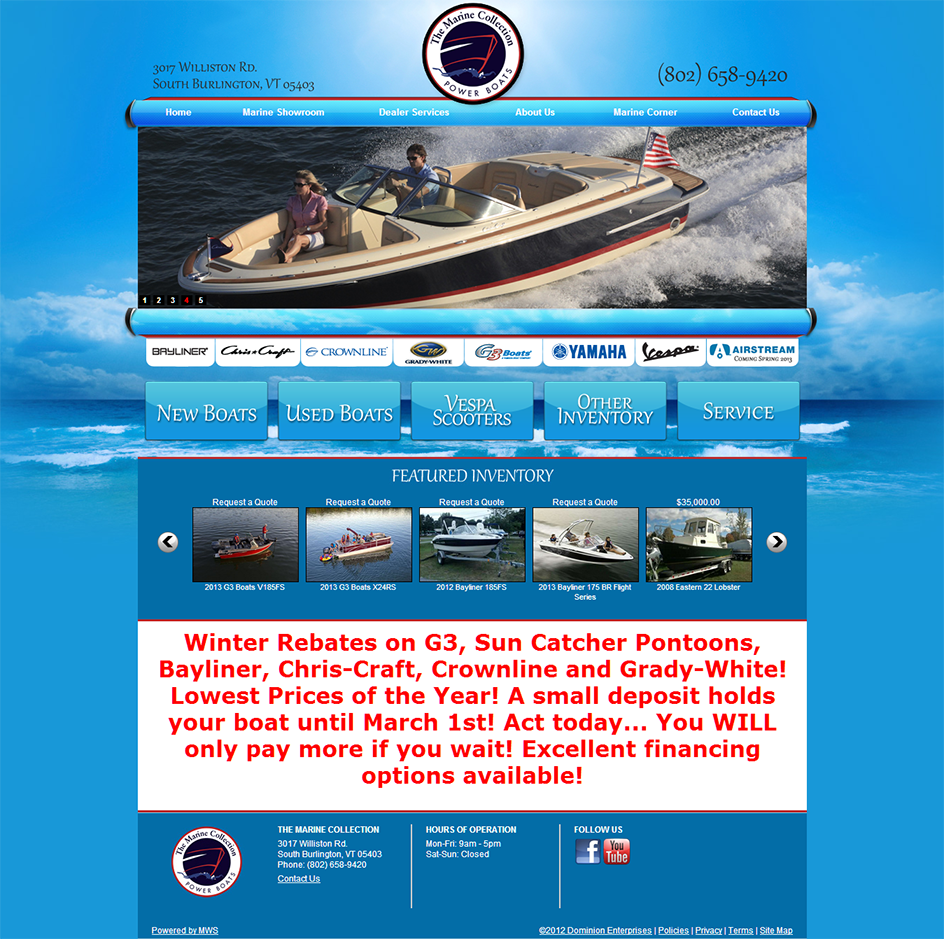 The Marine Collection
POWER BOATS
3017 Williston Rd.
South Burlington, VT 05403
(802) 658-9420
Home Marine Showroom Dealer Services About Us Marine Corner Contact Us
1 2 3 4 5
BAYLINER Chris Craft CROWNLINE GW GRADY-WHITE G3 Boats YAMAHA Vespa AIRSTREAM
Coming Spring 2013
New Boats
Used Boats
Vespa
Scooters
Other
Inventory
Service
FEATURED INVENTORY
Request a Quote Request a Quote Request a Quote Request a Quote $35,000.00
2013 G3 Boats V185FS 2013 G3 Boats X24RS 2012 Bayliner 185FS 2013 Bayliner 175 BR Flight 2008 Eastern 22 Lobster
Series
Winter Rebates on G3, Sun Catcher Pontoons,
Bayliner, Chris-Craft, Crownline and Grady-White!
Lowest Prices of the Year! A small deposit holds
your boat until March 1st! Act today... You WILL
only pay more if you wait! Excellent financing
options available!
The Marine Collection
POWER BOATS
THE MARINE COLLECTION
3017 Williston Rd.
South Burlington, VT 05403
Phone: (802) 658-9420
Contact Us
HOURS OF OPERATION
Mon-Fri: 9am - 5pm
Sat-Sun: Closed
FOLLOW US
f You Tube
Powered by MWS
©2012 Dominion Enterprises | Policies | Privacy | Terms | Site Map